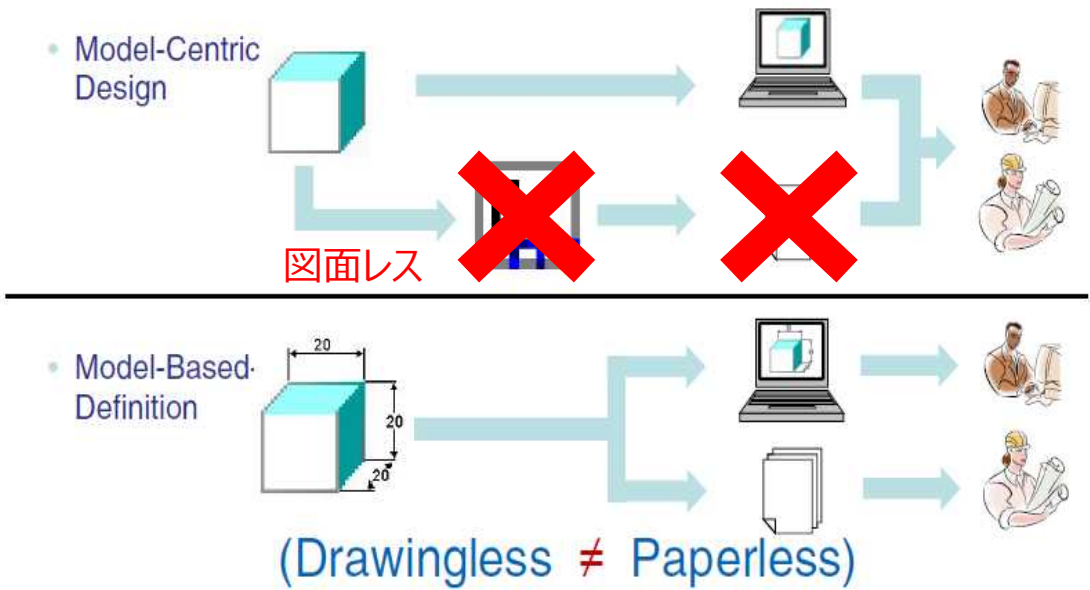 • Model-Centric
Design
図面レス
• Model-Based-
Definition
20
20
20
(Drawingless ≠ Paperless)